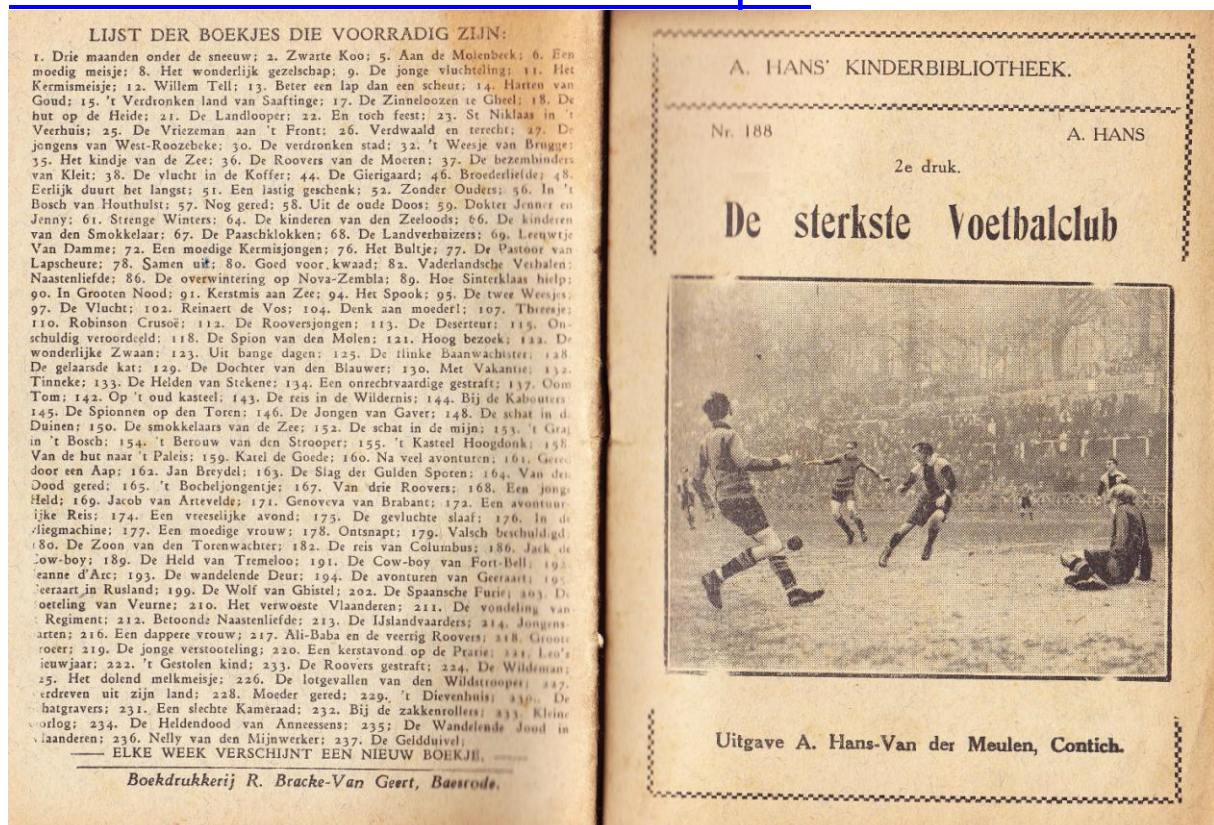 LIJST DER BOEKJES DIE VOORRADIG ZIJN:
1. Drie maanden onder de sneeuw; 2. Zwarte Koo; 5. Aan de Molenbeek; 6. Een
moedig meisje; 8. Het wonderlijk gezelschap; 9. De jonge vluchteling; 11. Het
Kermismeisje; 12. Willem Tell; 13. Beter een lap dan een scheur; 14. Harten van
Goud; 15. 't Verdronken land van Saaftinge; 17. De Zinneloozen te Gheel; 18. De
hut op de Heide; 21. De Landlooper; 22. En toch feest; 23. St Niklaas in 't
Veerhuis; 25. De Vriezeman aan 't Front; 26. Verdwaald en terecht; 27. De
jongens van West-Roozebeke; 30. De verdronken stad; 32. 't Weesje van Brugge;
35. Het kindje van de Zee; 36. De Roovers van de Moeren; 37. De bezembinders
van Kleit; 38. De vlucht in de Koffer; 44. De Gierigaard; 46. Broederliefde; 48.
Eerlijk duurt het langst; 51. Een lastig geschenk; 52. Zonder Ouders; 56. In 't
Bosch van Houthulst; 57. Nog gered; 58. Uit de oude Doos; 59. Dokter Jenner en
Jenny; 61. Strenge Winters; 64. De kinderen van den Zeeloods; 66. De kinderen
van den Smokkelaar; 67. De Paaschklokken; 68. De Landverhuizers; 69. Leeuwtje
Van Damme; 72. Een moedige Kermisjongen; 76. Het Bultje; 77. De Pastoor van
Lapscheure; 78. Samen uit; 80. Goed voor kwaad; 82. Vaderlandsche Verhalen;
Naastenliefde; 86. De overwintering op Nova-Zembla; 89. Hoe Sinterklaas hielp;
90. In Grooten Nood; 91. Kerstmis aan Zee; 94. Het Spook; 95. De twee Weesjes;
97. De Vlucht; 102. Reinaert de Vos; 104. Denk aan moeder!; 107. Threesje;
110. Robinson Crusoë; 112. De Rooversjongen; 113. De Deserteur; 115. On-
schuldig veroordeeld; 118. De Spion van den Molen; 121. Hoog bezoek; 122. De
wonderlijke Zwaan; 123. Uit bange dagen; 125. De flinke Baanwachtster; 128.
De gelaarsde kat; 129. De Dochter van den Blauwer; 130. Met Vakantie; 132.
Tinneke; 133. De Helden van Stekene; 134. Een onrechtvaardige gestraft; 137. Oom
Tom; 142. Op 't oud kasteel; 143. De reis in de Wildernis; 144. Bij de Kabouters
145. De Spionnen op den Toren; 146. De Jongen van Gaver; 148. De schat in d
Duinen; 150. De smokkelaars van de Zee; 152. De schat in de mijn; 153. 't Graf
in 't Bosch; 154. 't Berouw van den Strooper; 155. 't Kasteel Hoogdonk; 158.
Van de hut naar 't Paleis; 159. Karel de Goede; 160. Na veel avonturen; 161. Gered
door een Aap; 162. Jan Breydel; 163. De Slag der Gulden Sporen; 164. Van den
Dood gered; 165. 't Bocheljongentje; 167. Van drie Roovers; 168. Een jonge
Held; 169. Jacob van Artevelde; 171. Genoveva van Brabant; 172. Een avontuur-
ijke Reis; 174. Een vreeselijke avond; 175. De gevluchte slaaf; 176. In de
vliegmachine; 177. Een moedige vrouw; 178. Ontsnapt; 179. Valsch beschuldigd;
180. De Zoon van den Torenwachter; 182. De reis van Columbus; 186. Jack de
Cow-boy; 189. De Held van Tremeloo; 191. De Cow-boy van Fort-Bell; 192.
eanne d'Arc; 193. De wandelende Deur; 194. De avonturen van Geeraart; 195.
eeraart in Rusland; 199. De Wolf van Ghistel; 202. De Spaansche Furie; 203. De
oeteling van Veurne; 210. Het verwoeste Vlaanderen; 211. De vondeling van
t Regiment; 212. Betoonde Naastenliefde; 213. De IJslandvaarders; 214. Jongens-
arten; 216. Een dappere vrouw; 217. Ali-Baba en de veertig Roovers; 218. Groote
roeer; 219. De jonge verstooteling; 220. Een kerstavond op de Prarie; 221. Leo's
ieuwjaar; 222. 't Gestolen kind; 233. De Roovers gestraft; 224. De Wildeman;
25. Het dolend melkmeisje; 226. De lotgevallen van den Wildstrooper; 227.
erdreven uit zijn land; 228. Moeder gered; 229. 't Dievenhuis; 230. De
hatgravers; 231. Een slechte Kameraad; 232. Bij de zakkenrollers; 233. Kleine
orlog; 234. De Heldendood van Anneessens; 235; De Wandelende Jood in
laanderen; 236. Nelly van den Mijnwerker; 237. De Geldduivel;
ELKE WEEK VERSCHIJNT EEN NIEUW BOEKJE.
Boekdrukkerij R. Bracke-Van Geert, Baesrode.
A. HANS' KINDERBIBLIOTHEEK.
Nr. 188 A. HANS
2e druk.
De sterkste Voetbalclub
Uitgave A. Hans-Van der Meulen, Contich.